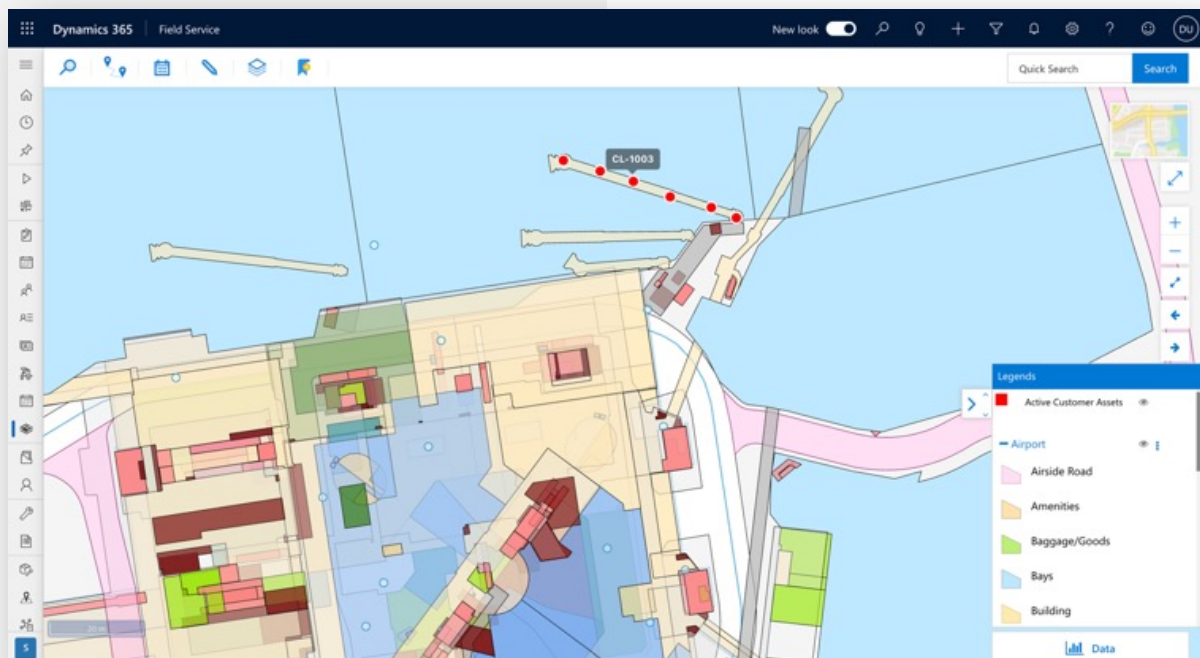 Dynamics 365 Field Service New look DU
Quick Search Search
CL-1003
Legends
Active Customer Assets
Airport
Airside Road
Amenities
Baggage/Goods
Bays
Building
20 m
S Data